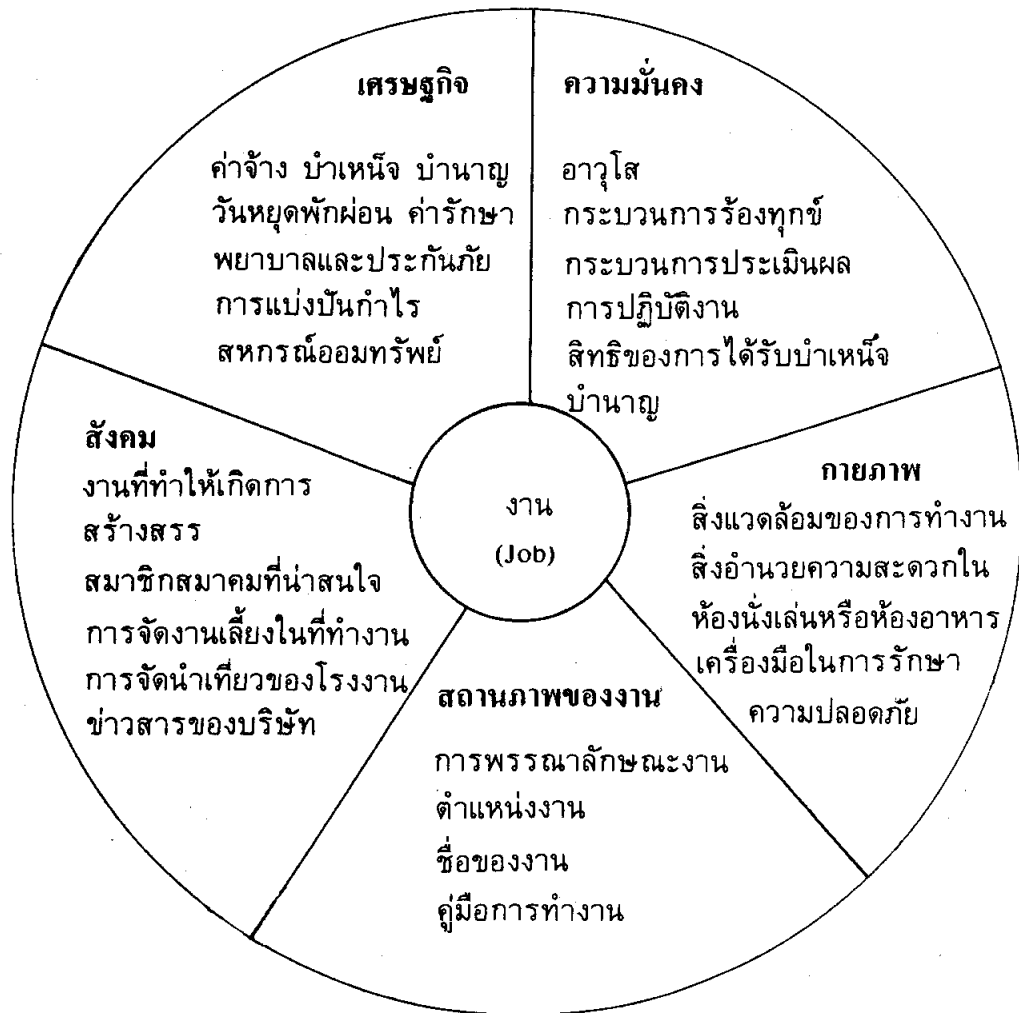 เศรษฐกิจ
ค่าจ้าง บำเหน็จ บำนาญ
วันหยุดพักผ่อน ค่ารักษา
พยาบาลและประกันภัย
การแบ่งปันกำไร
สหกรณ์ออมทรัพย์
ความมั่นคง
อาวุโส
กระบวนการร้องทุกข์
กระบวนการประเมินผล
การปฏิบัติงาน
สิทธิของการได้รับบำเหน็จ
บำนาญ
กายภาพ
สิ่งแวดล้อมของการทำงาน
สิ่งอำนวยความสะดวกใน
ห้องนั่งเล่นหรือห้องอาหาร
เครื่องมือในการรักษา
ความปลอดภัย
สถานภาพของงาน
การพรรณาลักษณะงาน
ตำแหน่งงาน
ชื่อของงาน
คู่มือการทำงาน
สังคม
งานที่ทำให้เกิดการ
สร้างสรร
สมาชิกสมาคมที่น่าสนใจ
การจัดงานเลี้ยงในที่ทำงาน
การจัดนำเที่ยวของโรงงาน
ข่าวสารของบริษัท
งาน
(Job)